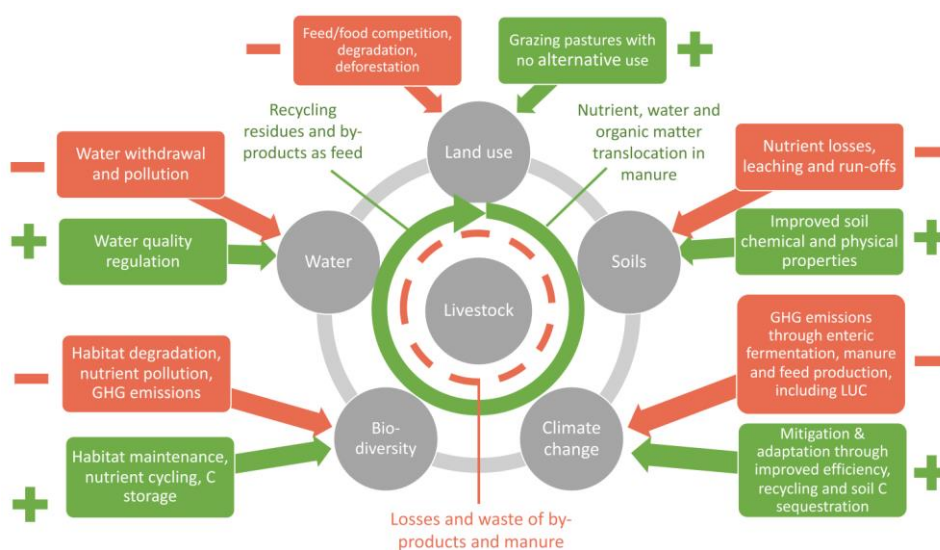 Feed/food competition,
degradation,
deforestation
Grazing pastures with
no alternative use
Recycling
residues and by-
products as feed
Nutrient, water and
organic matter
translocation in
manure
Land use
Water withdrawal
and pollution
Water quality
regulation
Water
Nutrient losses,
leaching and run-offs
Improved soil
chemical and physical
properties
Soils
Livestock
Habitat degradation,
nutrient pollution,
GHG emissions
Habitat maintenance,
nutrient cycling, C
storage
Bio-
diversity
Climate
change
GHG emissions
through enteric
fermentation, manure
and feed production,
including LUC
Mitigation &
adaptation through
improved efficiency,
recycling and soil C
sequestration
Losses and waste of by-
products and manure